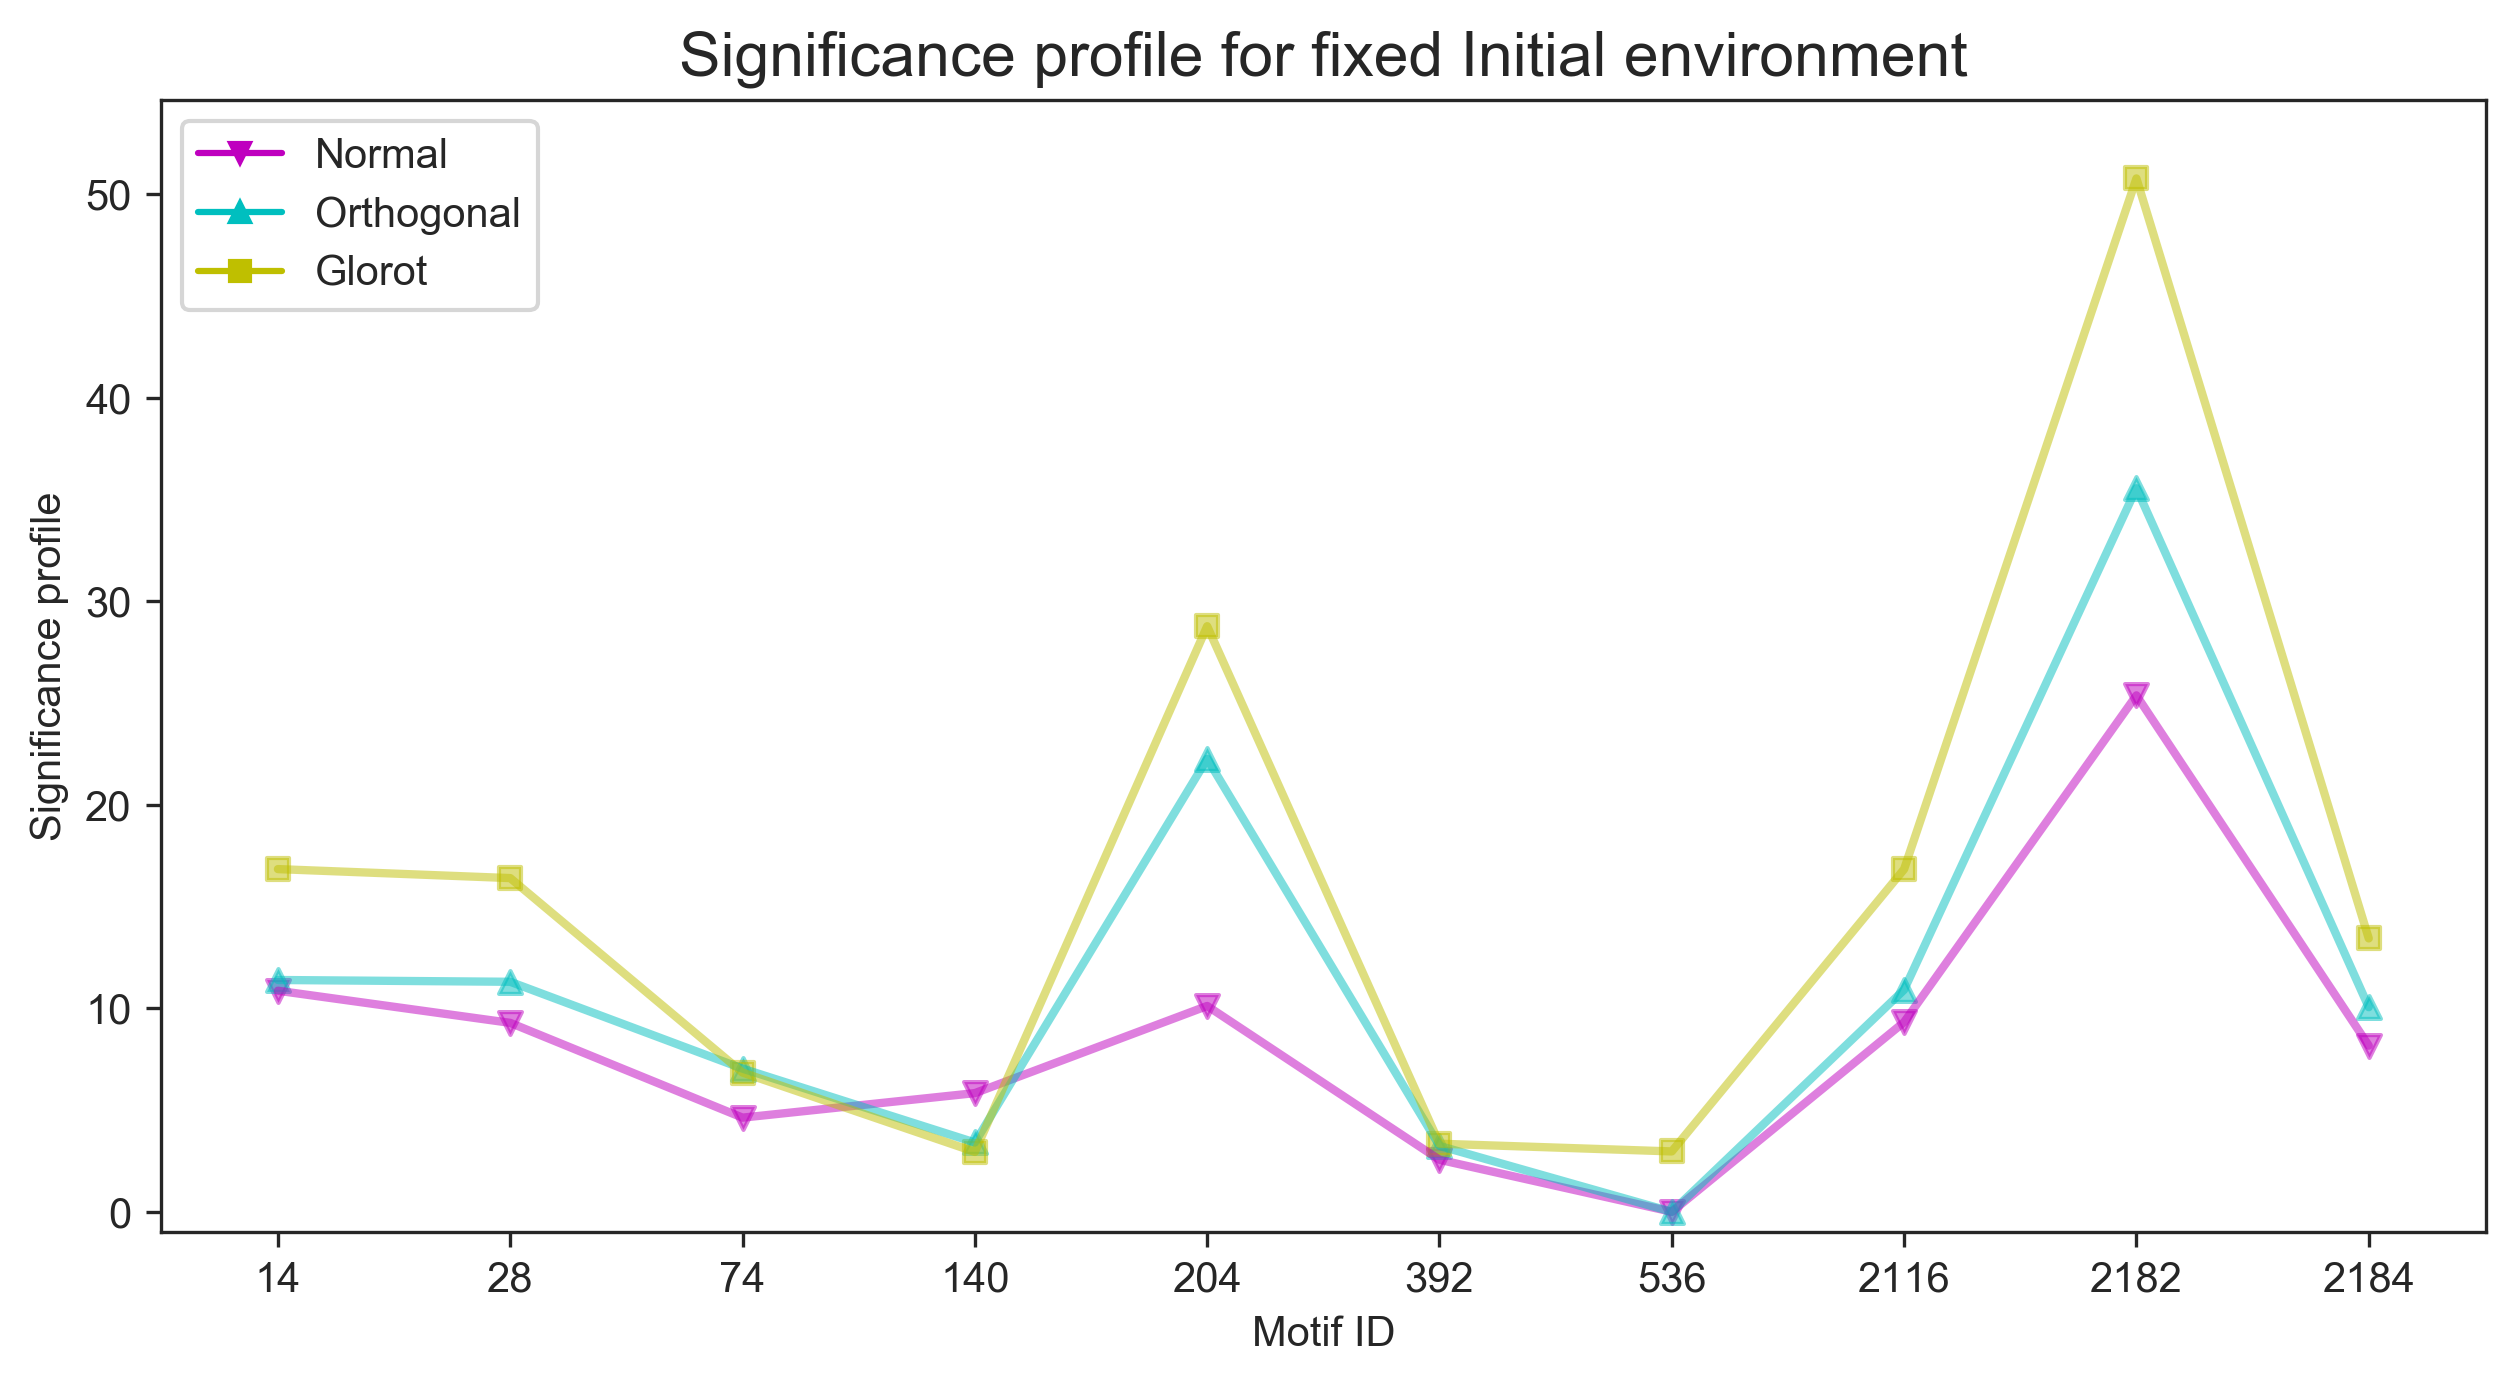 Significance profile for fixed Initial environment
Normal
Orthogonal
Glorot
50
40
30
20
10
0
Significance profile
14 28 74 140 204 392 536 2116 2182 2184
Motif ID